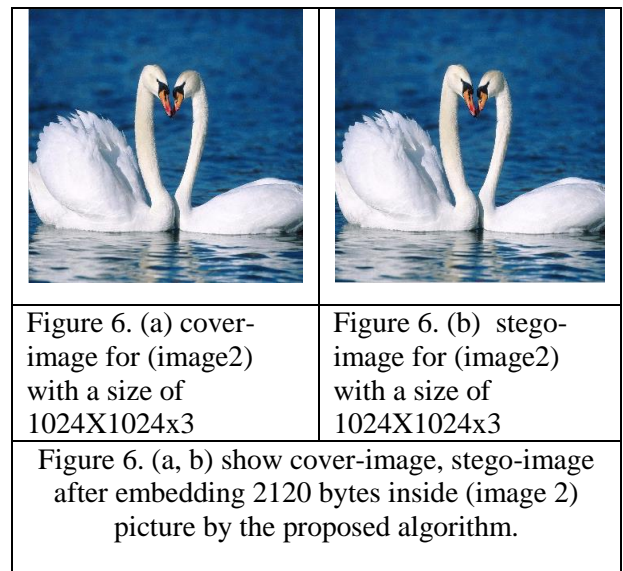 Figure 6. (a) cover-
image for (image2)
with a size of
1024X1024x3
Figure 6. (b) stego-
image for (image2)
with a size of
1024X1024x3
Figure 6. (a, b) show cover-image, stego-image
after embedding 2120 bytes inside (image 2)
picture by the proposed algorithm.